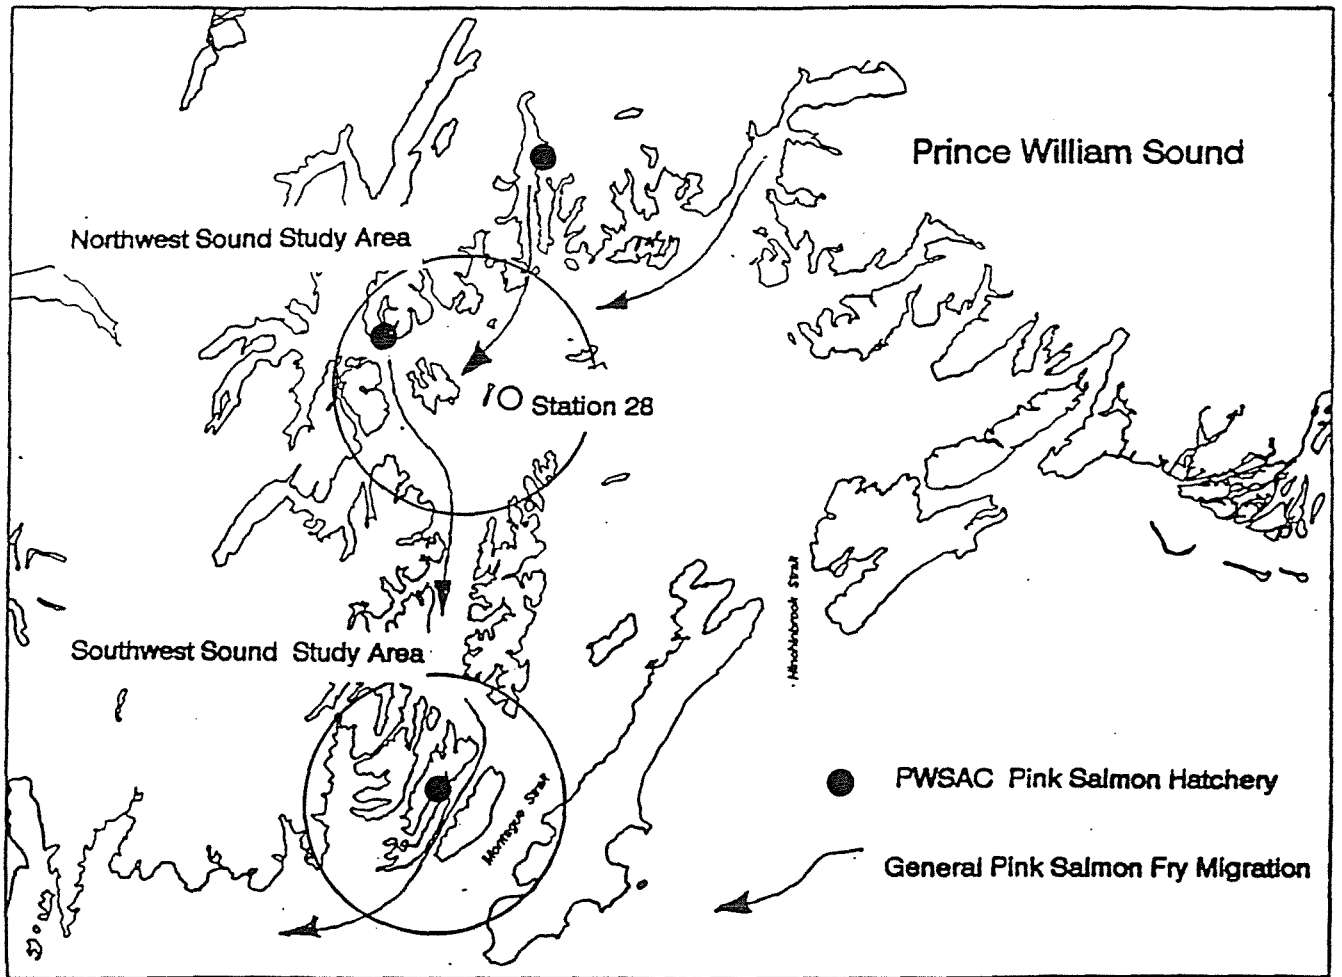 Prince William Sound
Northwest Sound Study Area
Station 28
Hinchinbrook Strait
Southwest Sound Study Area
Montague Strait
PWSAC Pink Salmon Hatchery
General Pink Salmon Fry Migration